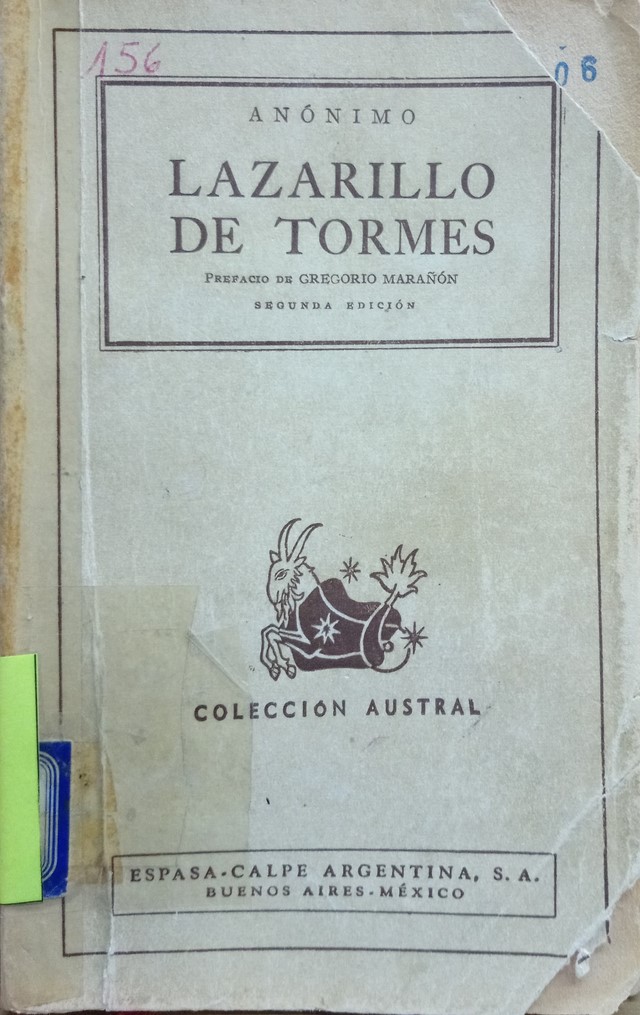 156
06
ANÓNIMO
LAZARILLO
DE TORMES
PREFACIO DE GREGORIO MARAÑÓN
SEGUNDA EDICIÓN
COLECCIÓN AUSTRAL
ESPASA-CALPE ARGENTINA, S. A.
BUENOS AIRES-MÉXICO